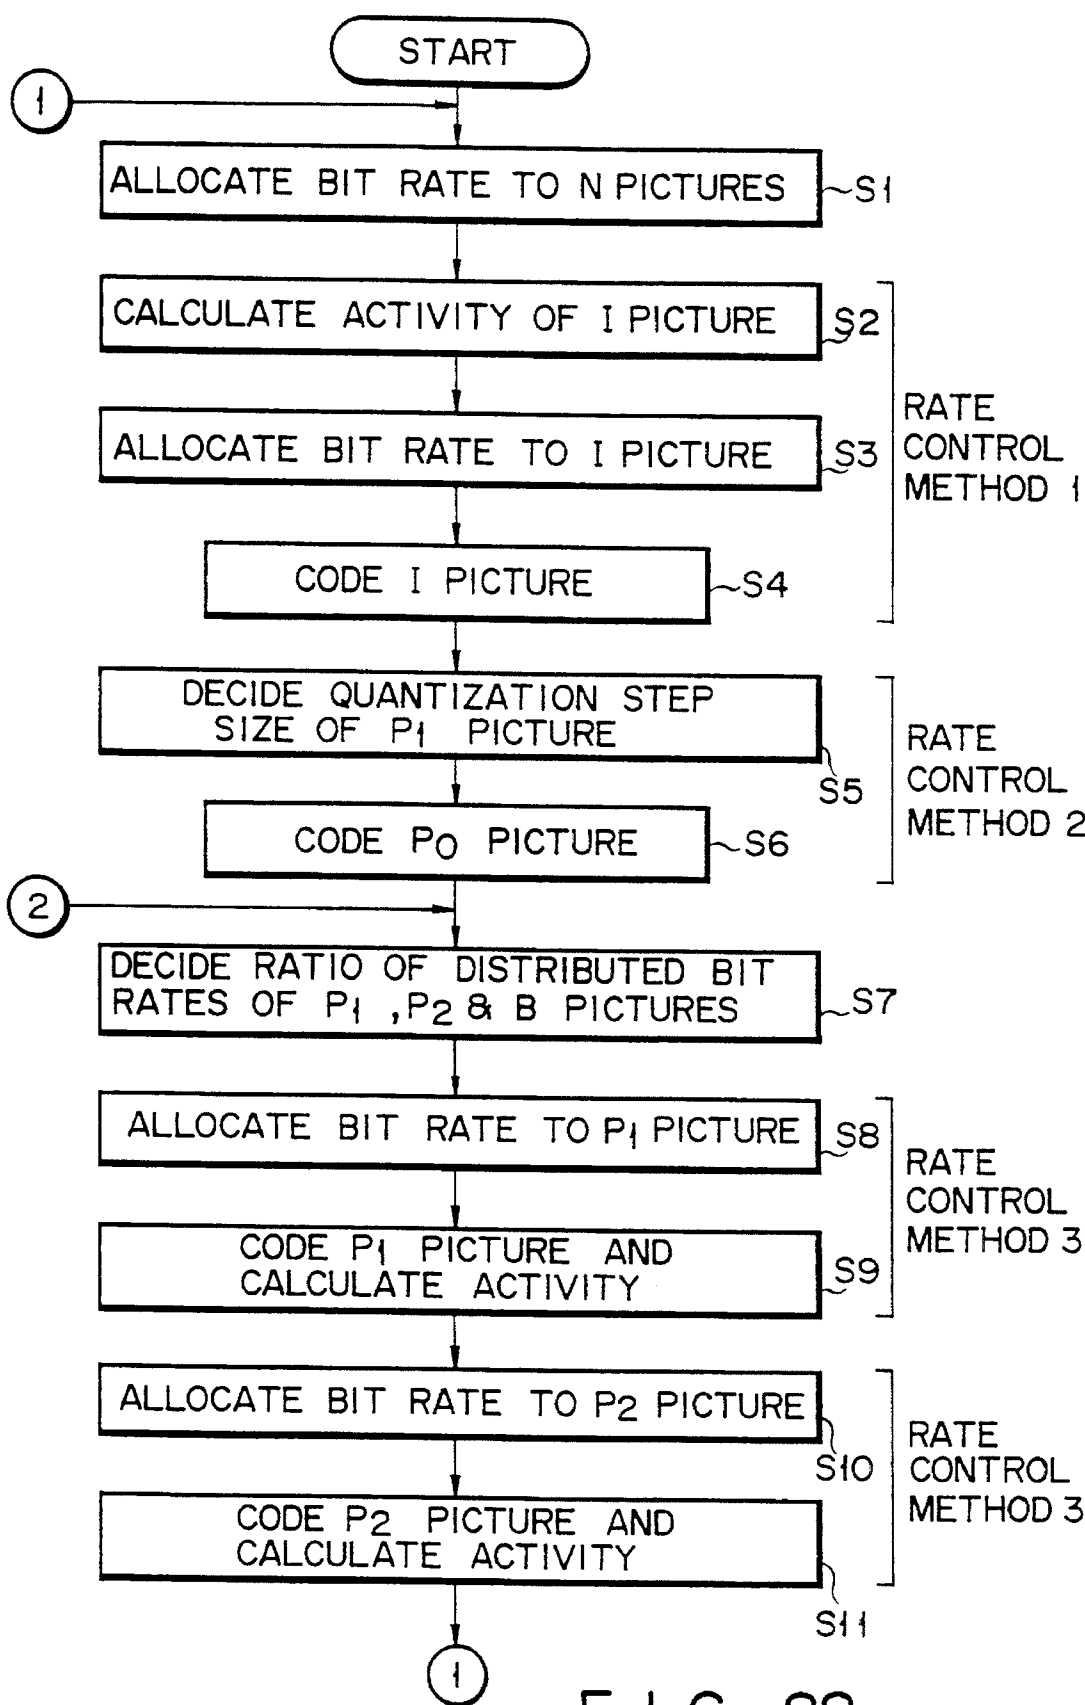 START
1
ALLOCATE BIT RATE TO N PICTURES
S1
CALCULATE ACTIVITY OF I PICTURE
S2
ALLOCATE BIT RATE TO I PICTURE
S3
CODE I PICTURE
S4
RATE
CONTROL
METHOD 1
DECIDE QUANTIZATION STEP
SIZE OF P1 PICTURE
S5
CODE P0 PICTURE
S6
RATE
CONTROL
METHOD 2
2
DECIDE RATIO OF DISTRIBUTED BIT
RATES OF P1 ,P2 & B PICTURES
S7
ALLOCATE BIT RATE TO P1 PICTURE
S8
CODE P1 PICTURE AND
CALCULATE ACTIVITY
S9
RATE
CONTROL
METHOD 3
ALLOCATE BIT RATE TO P2 PICTURE
S10
CODE P2 PICTURE AND
CALCULATE ACTIVITY
S11
RATE
CONTROL
METHOD 3
1